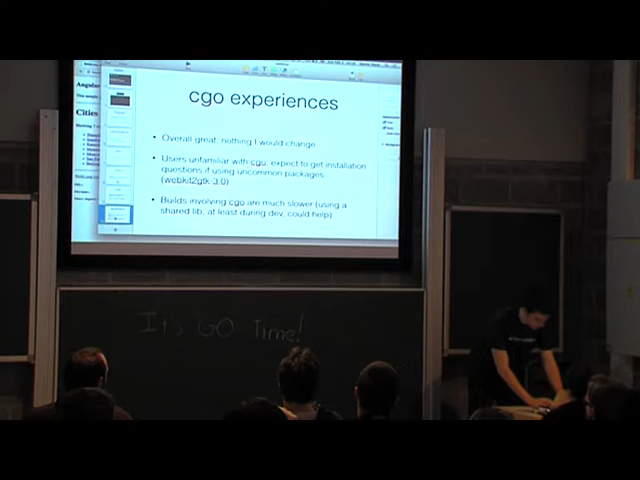 cgo experiences
• Overall great, nothing I would change
• Users unfamiliar with cgo, expect to get installation
questions if using uncommon packages
(webkit2gtk-3.0)
• Builds involving cgo are much slower (using a
shared lib, at least during dev, could help)
Cities
It's GO Time!